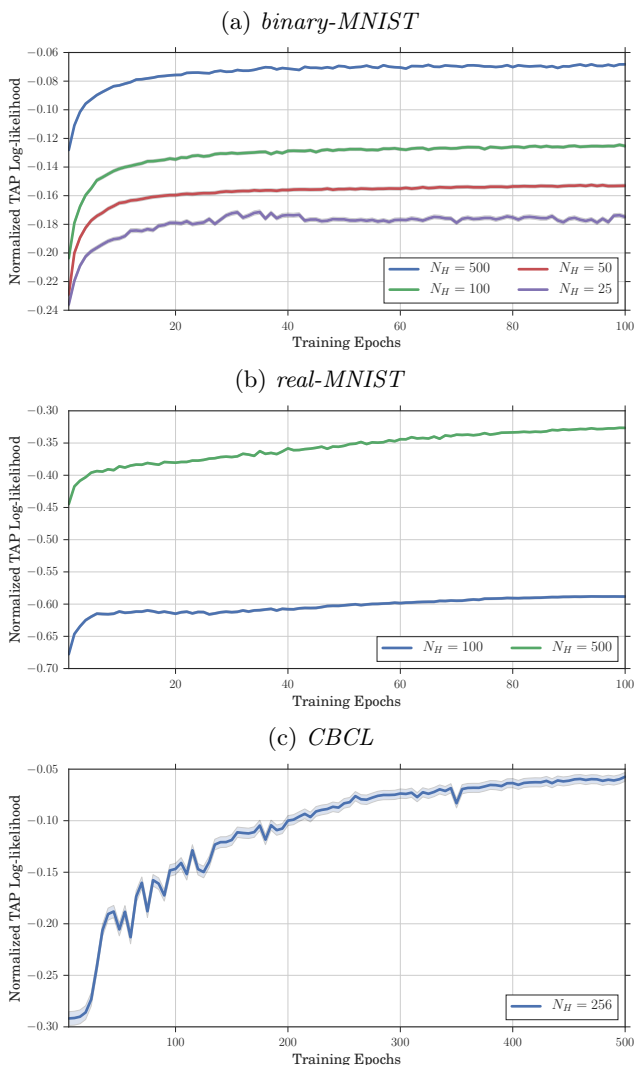 (a) binary-MNIST
Normalized TAP Log-likelihood
−0.06
−0.08
−0.10
−0.12
−0.14
−0.16
−0.18
−0.20
−0.22
−0.24
N_H = 500
N_H = 50
N_H = 100
N_H = 25
20
40
60
80
100
Training Epochs
(b) real-MNIST
Normalized TAP Log-likelihood
−0.30
−0.35
−0.40
−0.45
−0.50
−0.55
−0.60
−0.65
−0.70
N_H = 100
N_H = 500
20
40
60
80
100
Training Epochs
(c) CBCL
Normalized TAP Log-likelihood
−0.05
−0.10
−0.15
−0.20
−0.25
−0.30
N_H = 256
100
200
300
400
500
Training Epochs